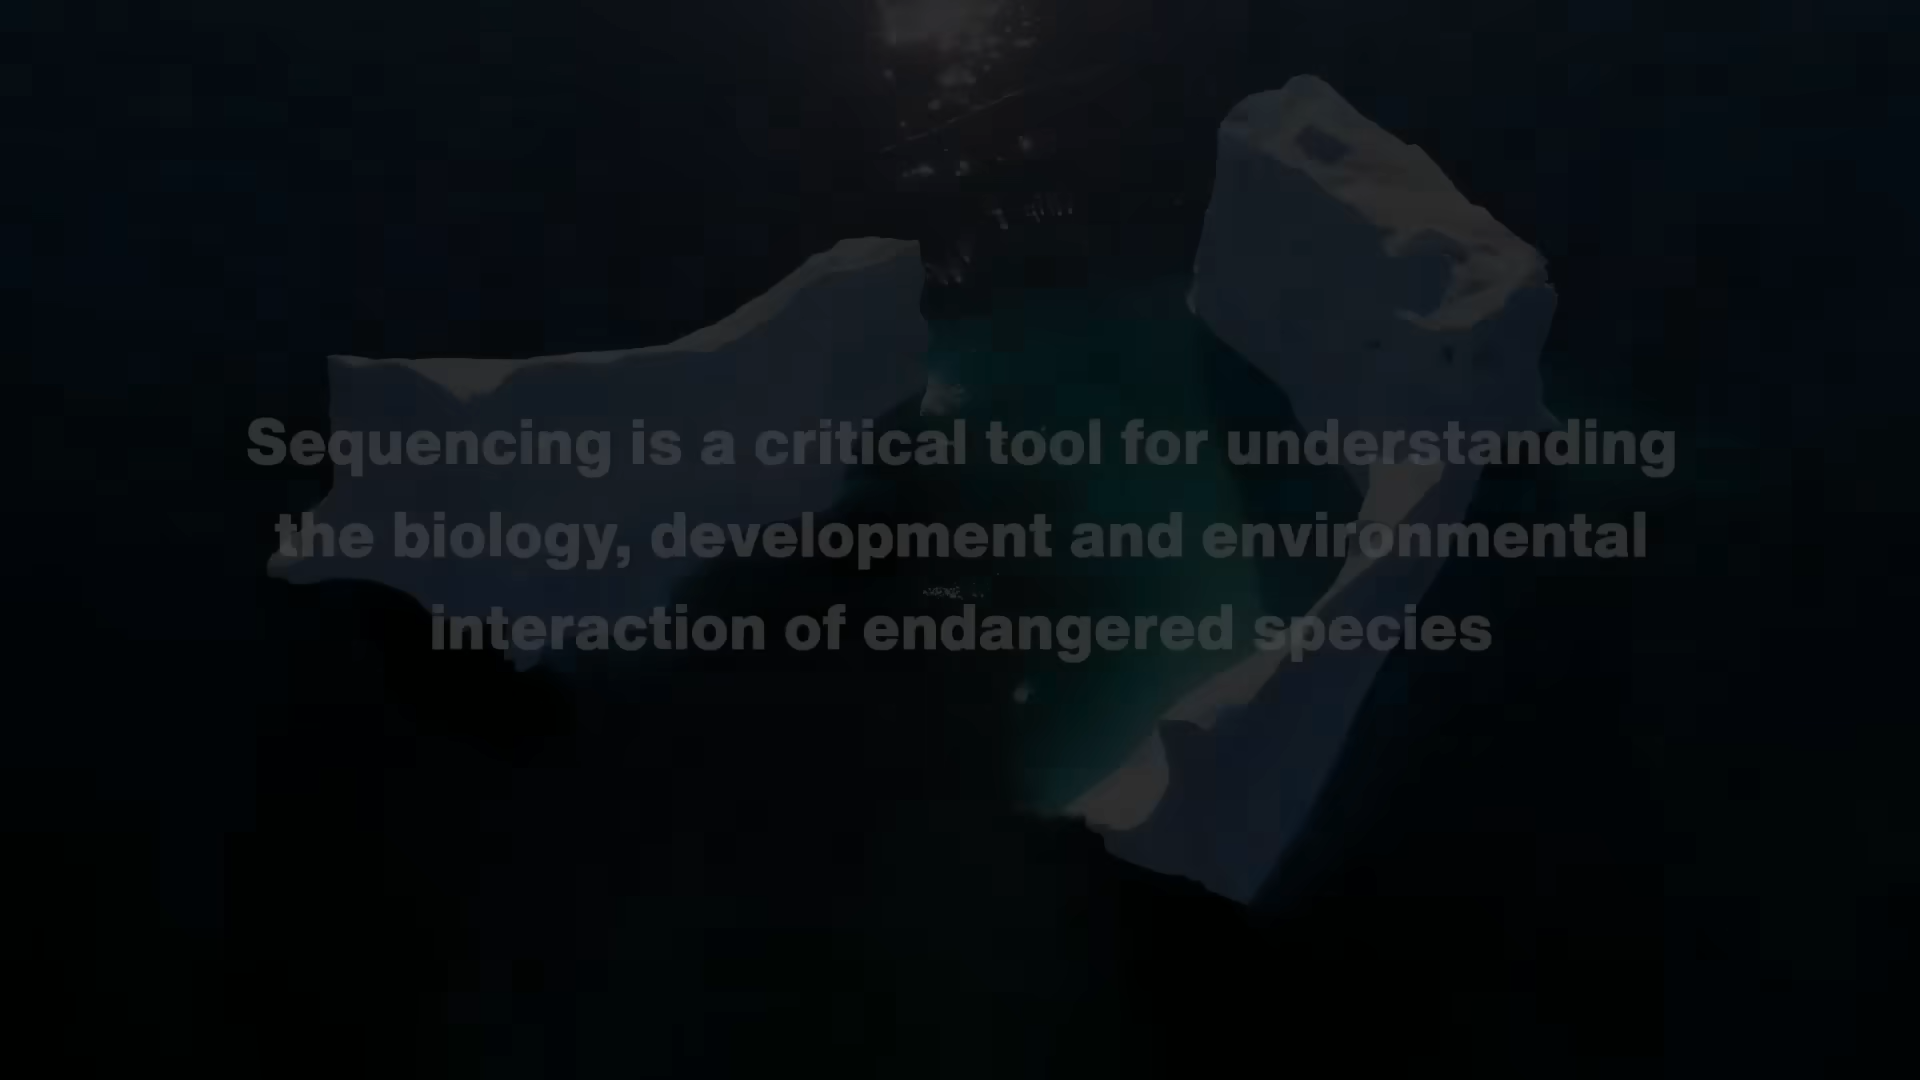 Sequencing is a critical tool for understanding
the biology, development and environmental
interaction of endangered species